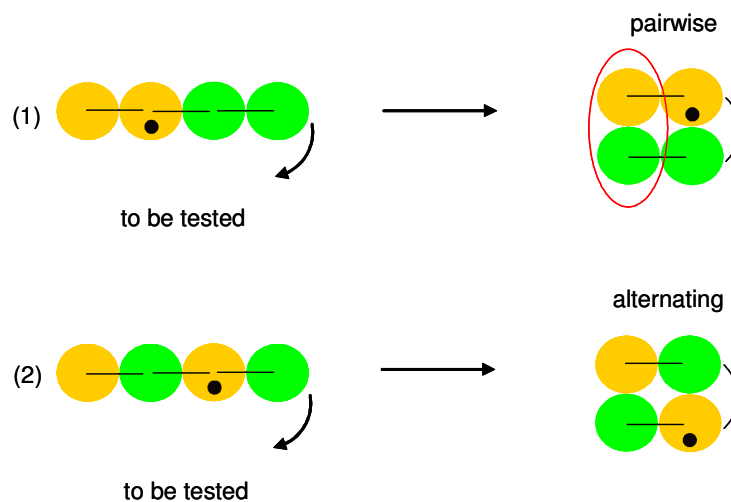 pairwise
(1)
to be tested
alternating
(2)
to be tested